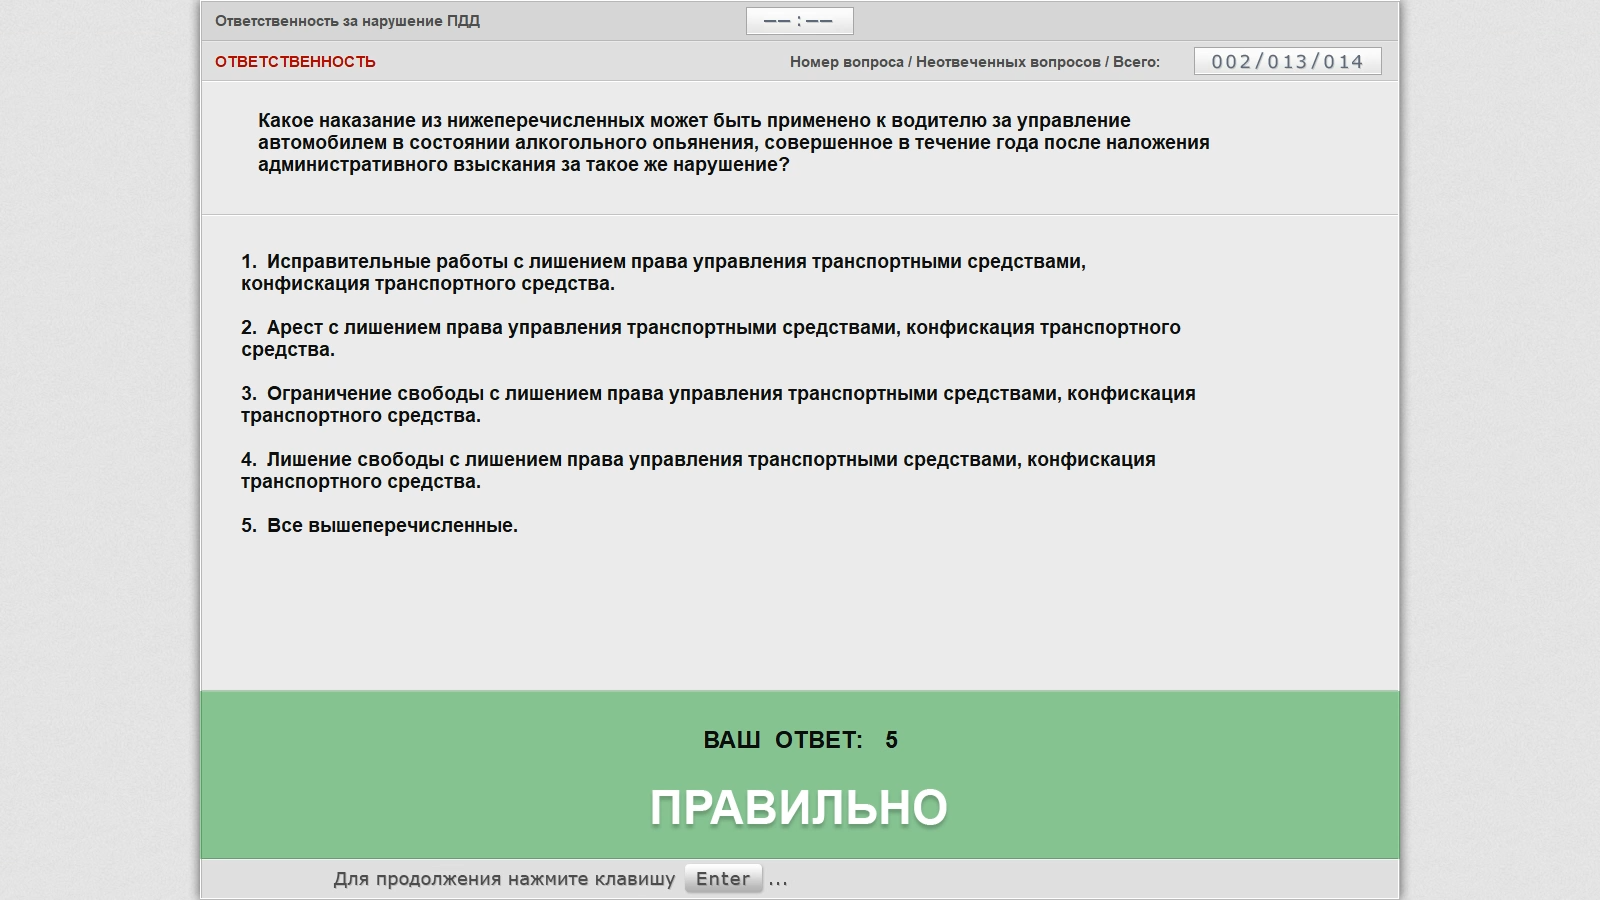 Ответственность за нарушение ПДД
——:——
ОТВЕТСТВЕННОСТЬ
Номер вопроса / Неотвеченных вопросов / Всего:
002/013/014
Какое наказание из нижеперечисленных может быть применено к водителю за управление
автомобилем в состоянии алкогольного опьянения, совершенное в течение года после наложения
административного взыскания за такое же нарушение?
1. Исправительные работы с лишением права управления транспортными средствами,
конфискация транспортного средства.
2. Арест с лишением права управления транспортными средствами, конфискация транспортного
средства.
3. Ограничение свободы с лишением права управления транспортными средствами, конфискация
транспортного средства.
4. Лишение свободы с лишением права управления транспортными средствами, конфискация
транспортного средства.
5. Все вышеперечисленные.
ВАШ ОТВЕТ: 5
ПРАВИЛЬНО
Для продолжения нажмите клавишу Enter ...